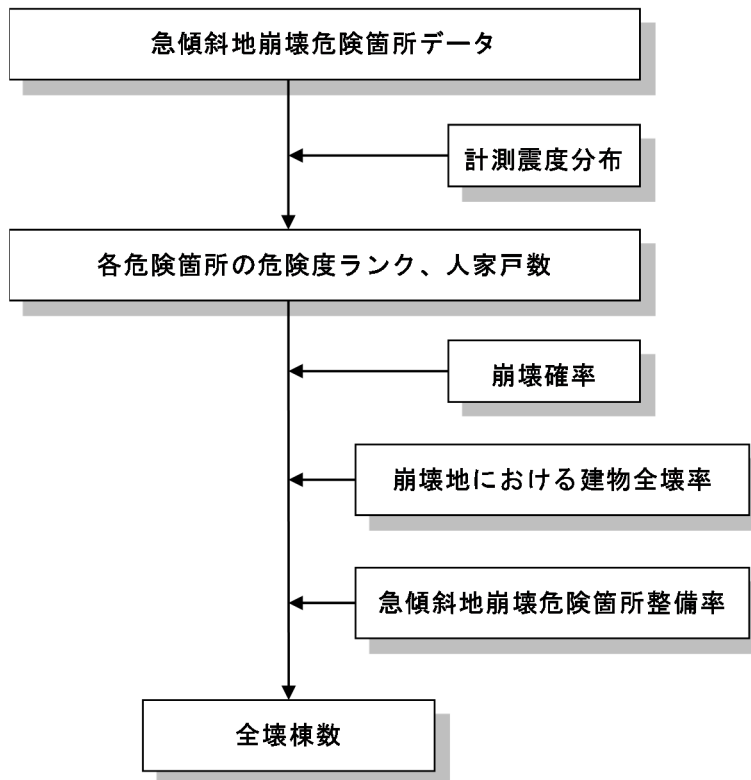 急傾斜地崩壊危険箇所データ
計測震度分布
各危険箇所の危険度ランク、人家戸数
崩壊確率
崩壊地における建物全壊率
急傾斜地崩壊危険箇所整備率
全壊棟数